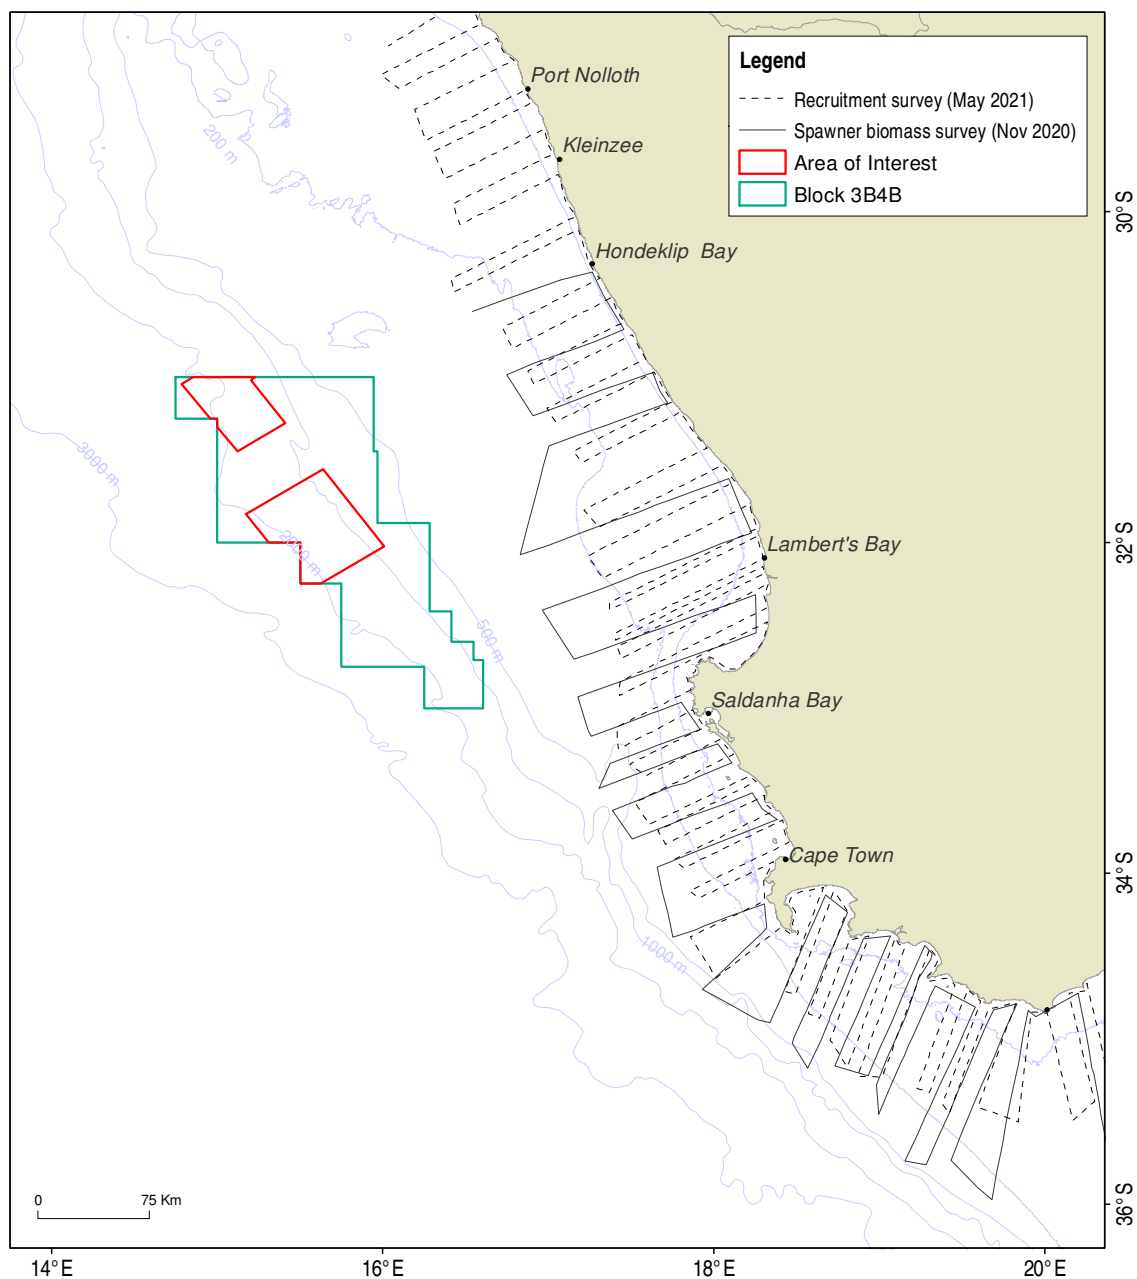 Legend
Recruitment survey (May 2021)
Spawner biomass survey (Nov 2020)
Area of Interest
Block 3B4B
Port Nolloth
Kleinzee
Hondeklip Bay
Lambert's Bay
Saldanha Bay
Cape Town
200 m
3000 m
2000 m
500 m
1000 m
30°S
32°S
34°S
36°S
0 75 Km
14°E 16°E 18°E 20°E